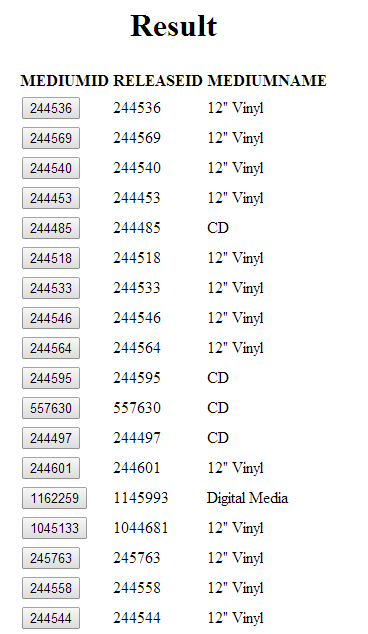 Result
MEDIUMID RELEASEID MEDIUMNAME
244536 244536 12" Vinyl
244569 244569 12" Vinyl
244540 244540 12" Vinyl
244453 244453 12" Vinyl
244485 244485 CD
244518 244518 12" Vinyl
244533 244533 12" Vinyl
244546 244546 12" Vinyl
244564 244564 12" Vinyl
244595 244595 CD
557630 557630 CD
244497 244497 CD
244601 244601 12" Vinyl
1162259 1145993 Digital Media
1045133 1044681 12" Vinyl
245763 245763 12" Vinyl
244558 244558 12" Vinyl
244544 244544 12" Vinyl